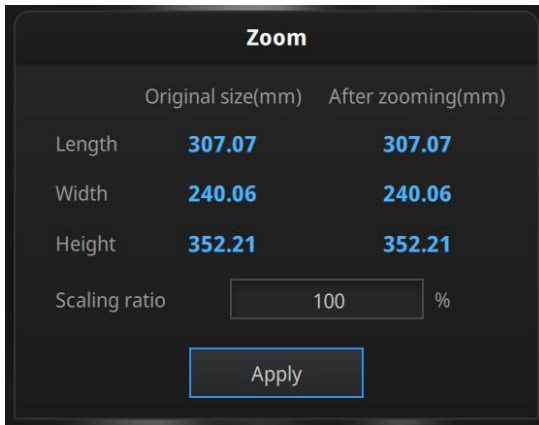 Zoom
Original size(mm) After zooming(mm)
Length 307.07 307.07
Width 240.06 240.06
Height 352.21 352.21
Scaling ratio 100 %
Apply